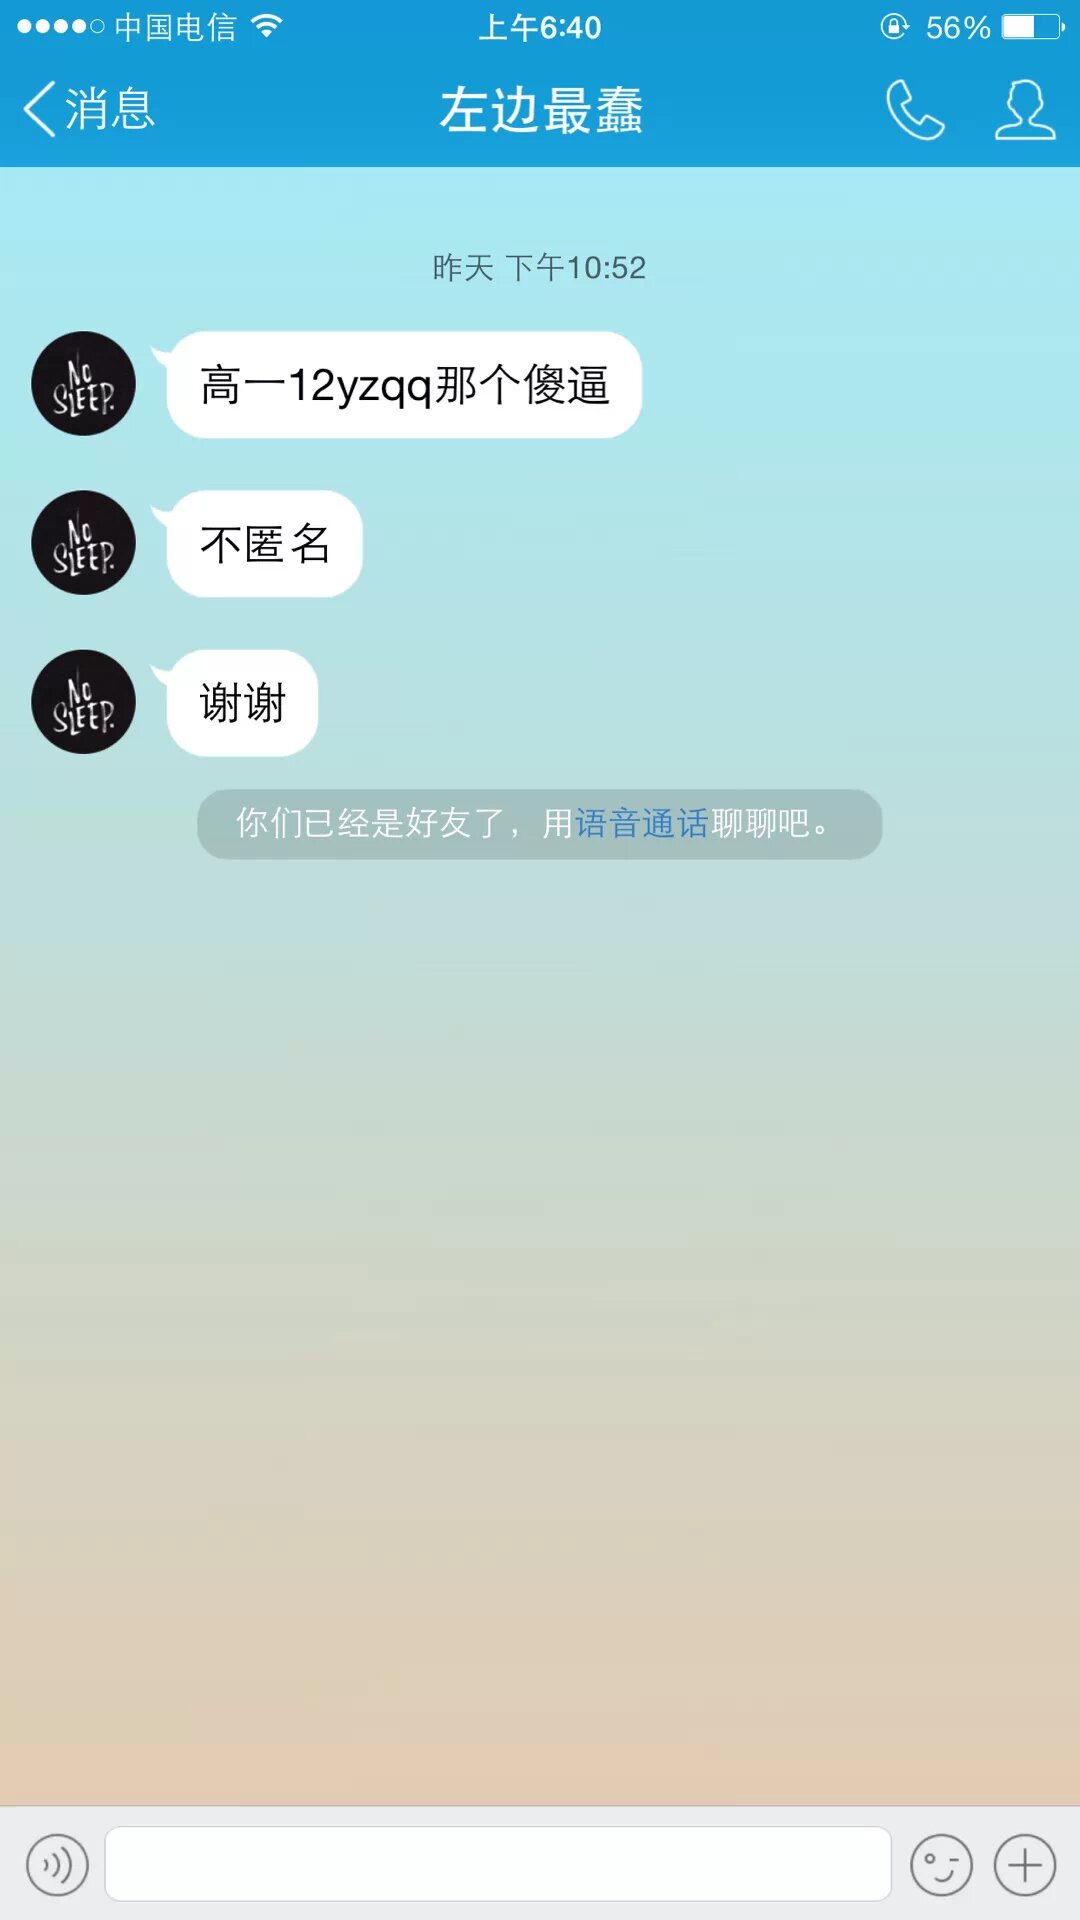 中国电信 上午6:40 56%
消息 左边最蠢
昨天 下午10:52
NO
SLEEP.
高一12yzqq那个傻逼
NO
SLEEP.
不匿名
NO
SLEEP.
谢谢
你们已经是好友了，用语音通话聊聊吧。